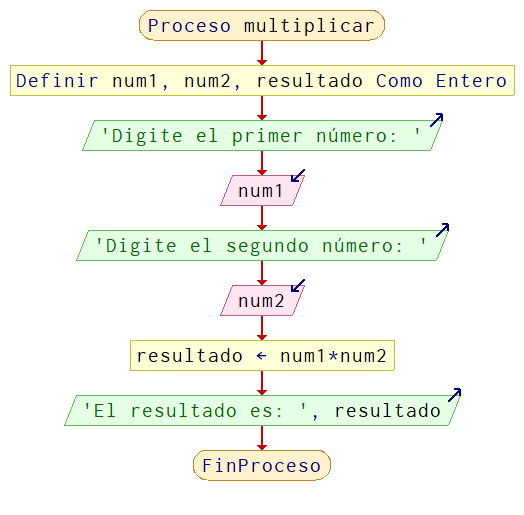 Proceso multiplicar
Definir num1, num2, resultado Como Entero
'Digite el primer número: '
num1
'Digite el segundo número: '
num2
resultado ← num1*num2
'El resultado es: ', resultado
FinProceso